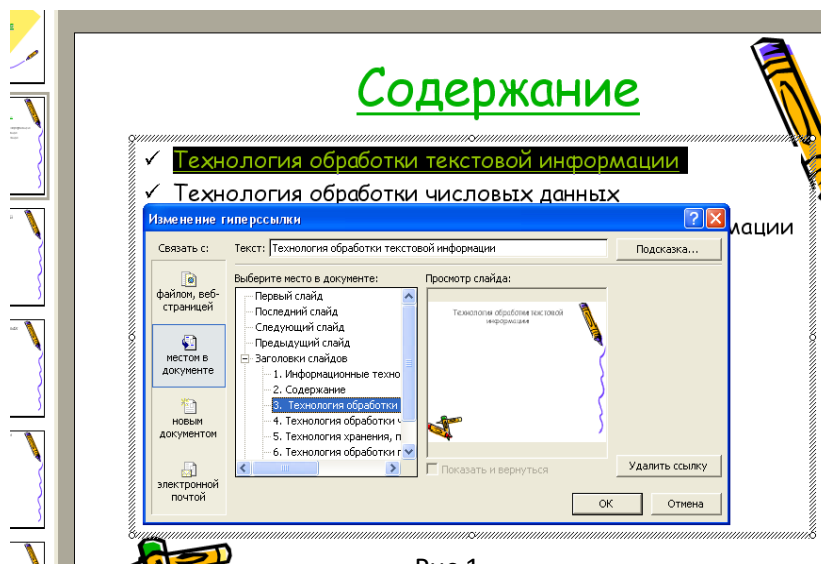 Содержание
✓ Технология обработки текстовой информации
✓ Технология обработки числовых данных
мации
Изменение гиперссылки
Связать с:
Текст: Технология обработки текстовой информации
Подсказка...
файлом, веб-страницей
местом в документе
новым документом
электронной почтой
Выберите место в документе:
Первый слайд
Последний слайд
Следующий слайд
Предыдущий слайд
Заголовки слайдов
1. Информационные техно
2. Содержание
3. Технология обработки
4. Технология обработки ч
5. Технология хранения, п
6. Технология обработки г
Просмотр слайда:
Технология обработки текстовой
информации
Показать и вернуться
Удалить ссылку
ОК
Отмена
Рис 1